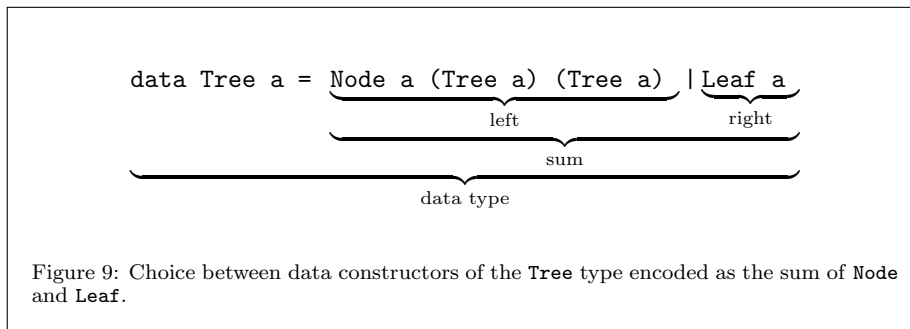 data Tree a = Node a (Tree a) (Tree a) | Leaf a
left right
sum
data type
Figure 9: Choice between data constructors of the Tree type encoded as the sum of Node
and Leaf.